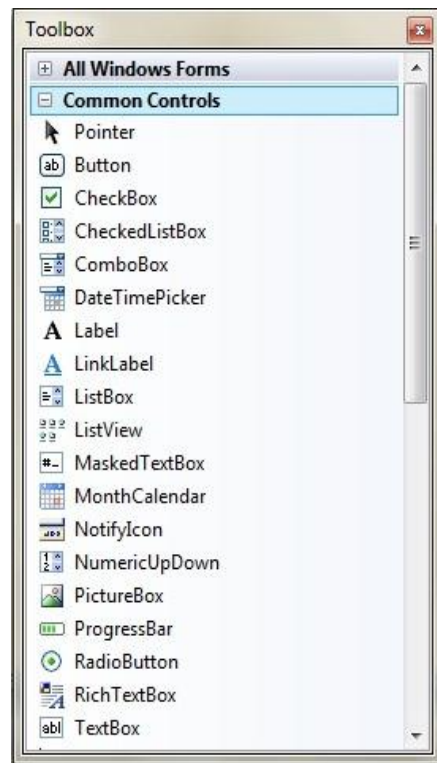 Toolbox
All Windows Forms
Common Controls
Pointer
Button
CheckBox
CheckedListBox
ComboBox
DateTimePicker
Label
LinkLabel
ListBox
ListView
MaskedTextBox
MonthCalendar
NotifyIcon
NumericUpDown
PictureBox
ProgressBar
RadioButton
RichTextBox
TextBox